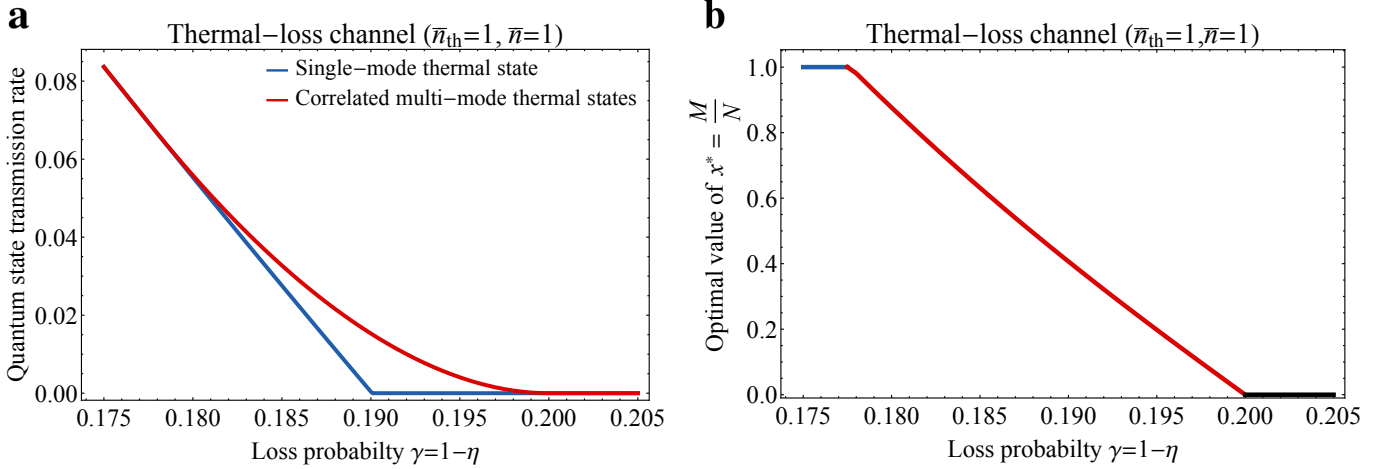 a
Thermal−loss channel (n̅th=1, n̅=1)
Single−mode thermal state
Correlated multi−mode thermal states
Quantum state transmission rate
0.08
0.06
0.04
0.02
0.00
0.175 0.180 0.185 0.190 0.195 0.200 0.205
Loss probabilty γ=1−η
b
Thermal−loss channel (n̅th=1,n̅=1)
Optimal value of x* = M/N
1.0
0.8
0.6
0.4
0.2
0.0
0.175 0.180 0.185 0.190 0.195 0.200 0.205
Loss probabilty γ=1−η